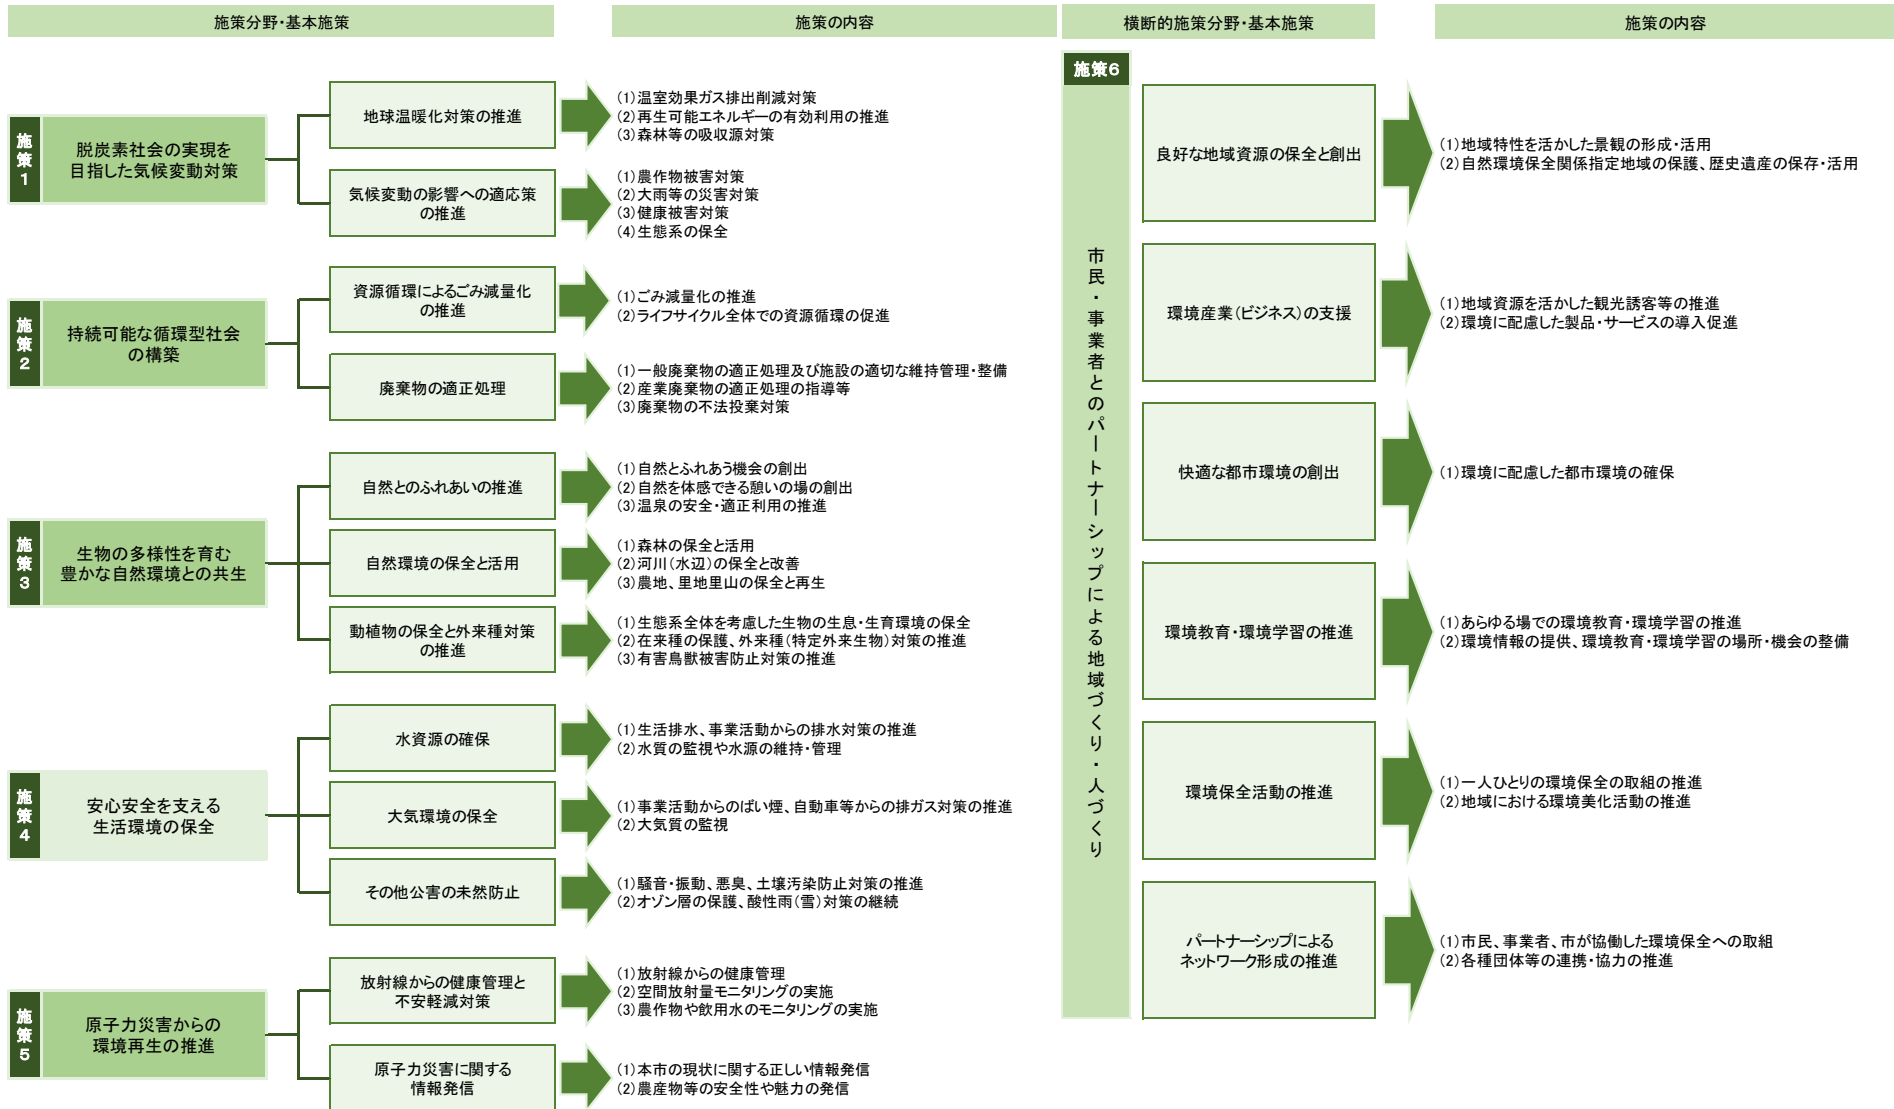 施策分野・基本施策
施策の内容
施策1
脱炭素社会の実現を
目指した気候変動対策
地球温暖化対策の推進
(1)温室効果ガス排出削減対策
(2)再生可能エネルギーの有効利用の推進
(3)森林等の吸収源対策
気候変動の影響への適応策
の推進
(1)農作物被害対策
(2)大雨等の災害対策
(3)健康被害対策
(4)生態系の保全
施策2
持続可能な循環型社会
の構築
資源循環によるごみ減量化
の推進
(1)ごみ減量化の推進
(2)ライフサイクル全体での資源循環の促進
廃棄物の適正処理
(1)一般廃棄物の適正処理及び施設の適切な維持管理・整備
(2)産業廃棄物の適正処理の指導等
(3)廃棄物の不法投棄対策
施策3
生物の多様性を育む
豊かな自然環境との共生
自然とのふれあいの推進
(1)自然とふれあう機会の創出
(2)自然を体感できる憩いの場の創出
(3)温泉の安全・適正利用の推進
自然環境の保全と活用
(1)森林の保全と活用
(2)河川(水辺)の保全と改善
(3)農地、里地里山の保全と再生
動植物の保全と外来種対策
の推進
(1)生態系全体を考慮した生物の生息・生育環境の保全
(2)在来種の保護、外来種(特定外来生物)対策の推進
(3)有害鳥獣被害防止対策の推進
施策4
安心安全を支える
生活環境の保全
水資源の確保
(1)生活排水、事業活動からの排水対策の推進
(2)水質の監視や水源の維持・管理
大気環境の保全
(1)事業活動からのばい煙、自動車等からの排ガス対策の推進
(2)大気質の監視
その他公害の未然防止
(1)騒音・振動、悪臭、土壌汚染防止対策の推進
(2)オゾン層の保護、酸性雨(雪)対策の継続
施策5
原子力災害からの
環境再生の推進
放射線からの健康管理と
不安軽減対策
(1)放射線からの健康管理
(2)空間放射量モニタリングの実施
(3)農作物や飲用水のモニタリングの実施
原子力災害に関する
情報発信
(1)本市の現状に関する正しい情報発信
(2)農産物等の安全性や魅力の発信
横断的施策分野・基本施策
施策の内容
施策6
市民・事業者とのパートナーシップによる地域づくり・人づくり
良好な地域資源の保全と創出
(1)地域特性を活かした景観の形成・活用
(2)自然環境保全関係指定地域の保護、歴史遺産の保存・活用
環境産業(ビジネス)の支援
(1)地域資源を活かした観光誘客等の推進
(2)環境に配慮した製品・サービスの導入促進
快適な都市環境の創出
(1)環境に配慮した都市環境の確保
環境教育・環境学習の推進
(1)あらゆる場での環境教育・環境学習の推進
(2)環境情報の提供、環境教育・環境学習の場所・機会の整備
環境保全活動の推進
(1)一人ひとりの環境保全の取組の推進
(2)地域における環境美化活動の推進
パートナーシップによる
ネットワーク形成の推進
(1)市民、事業者、市が協働した環境保全への取組
(2)各種団体等の連携・協力の推進